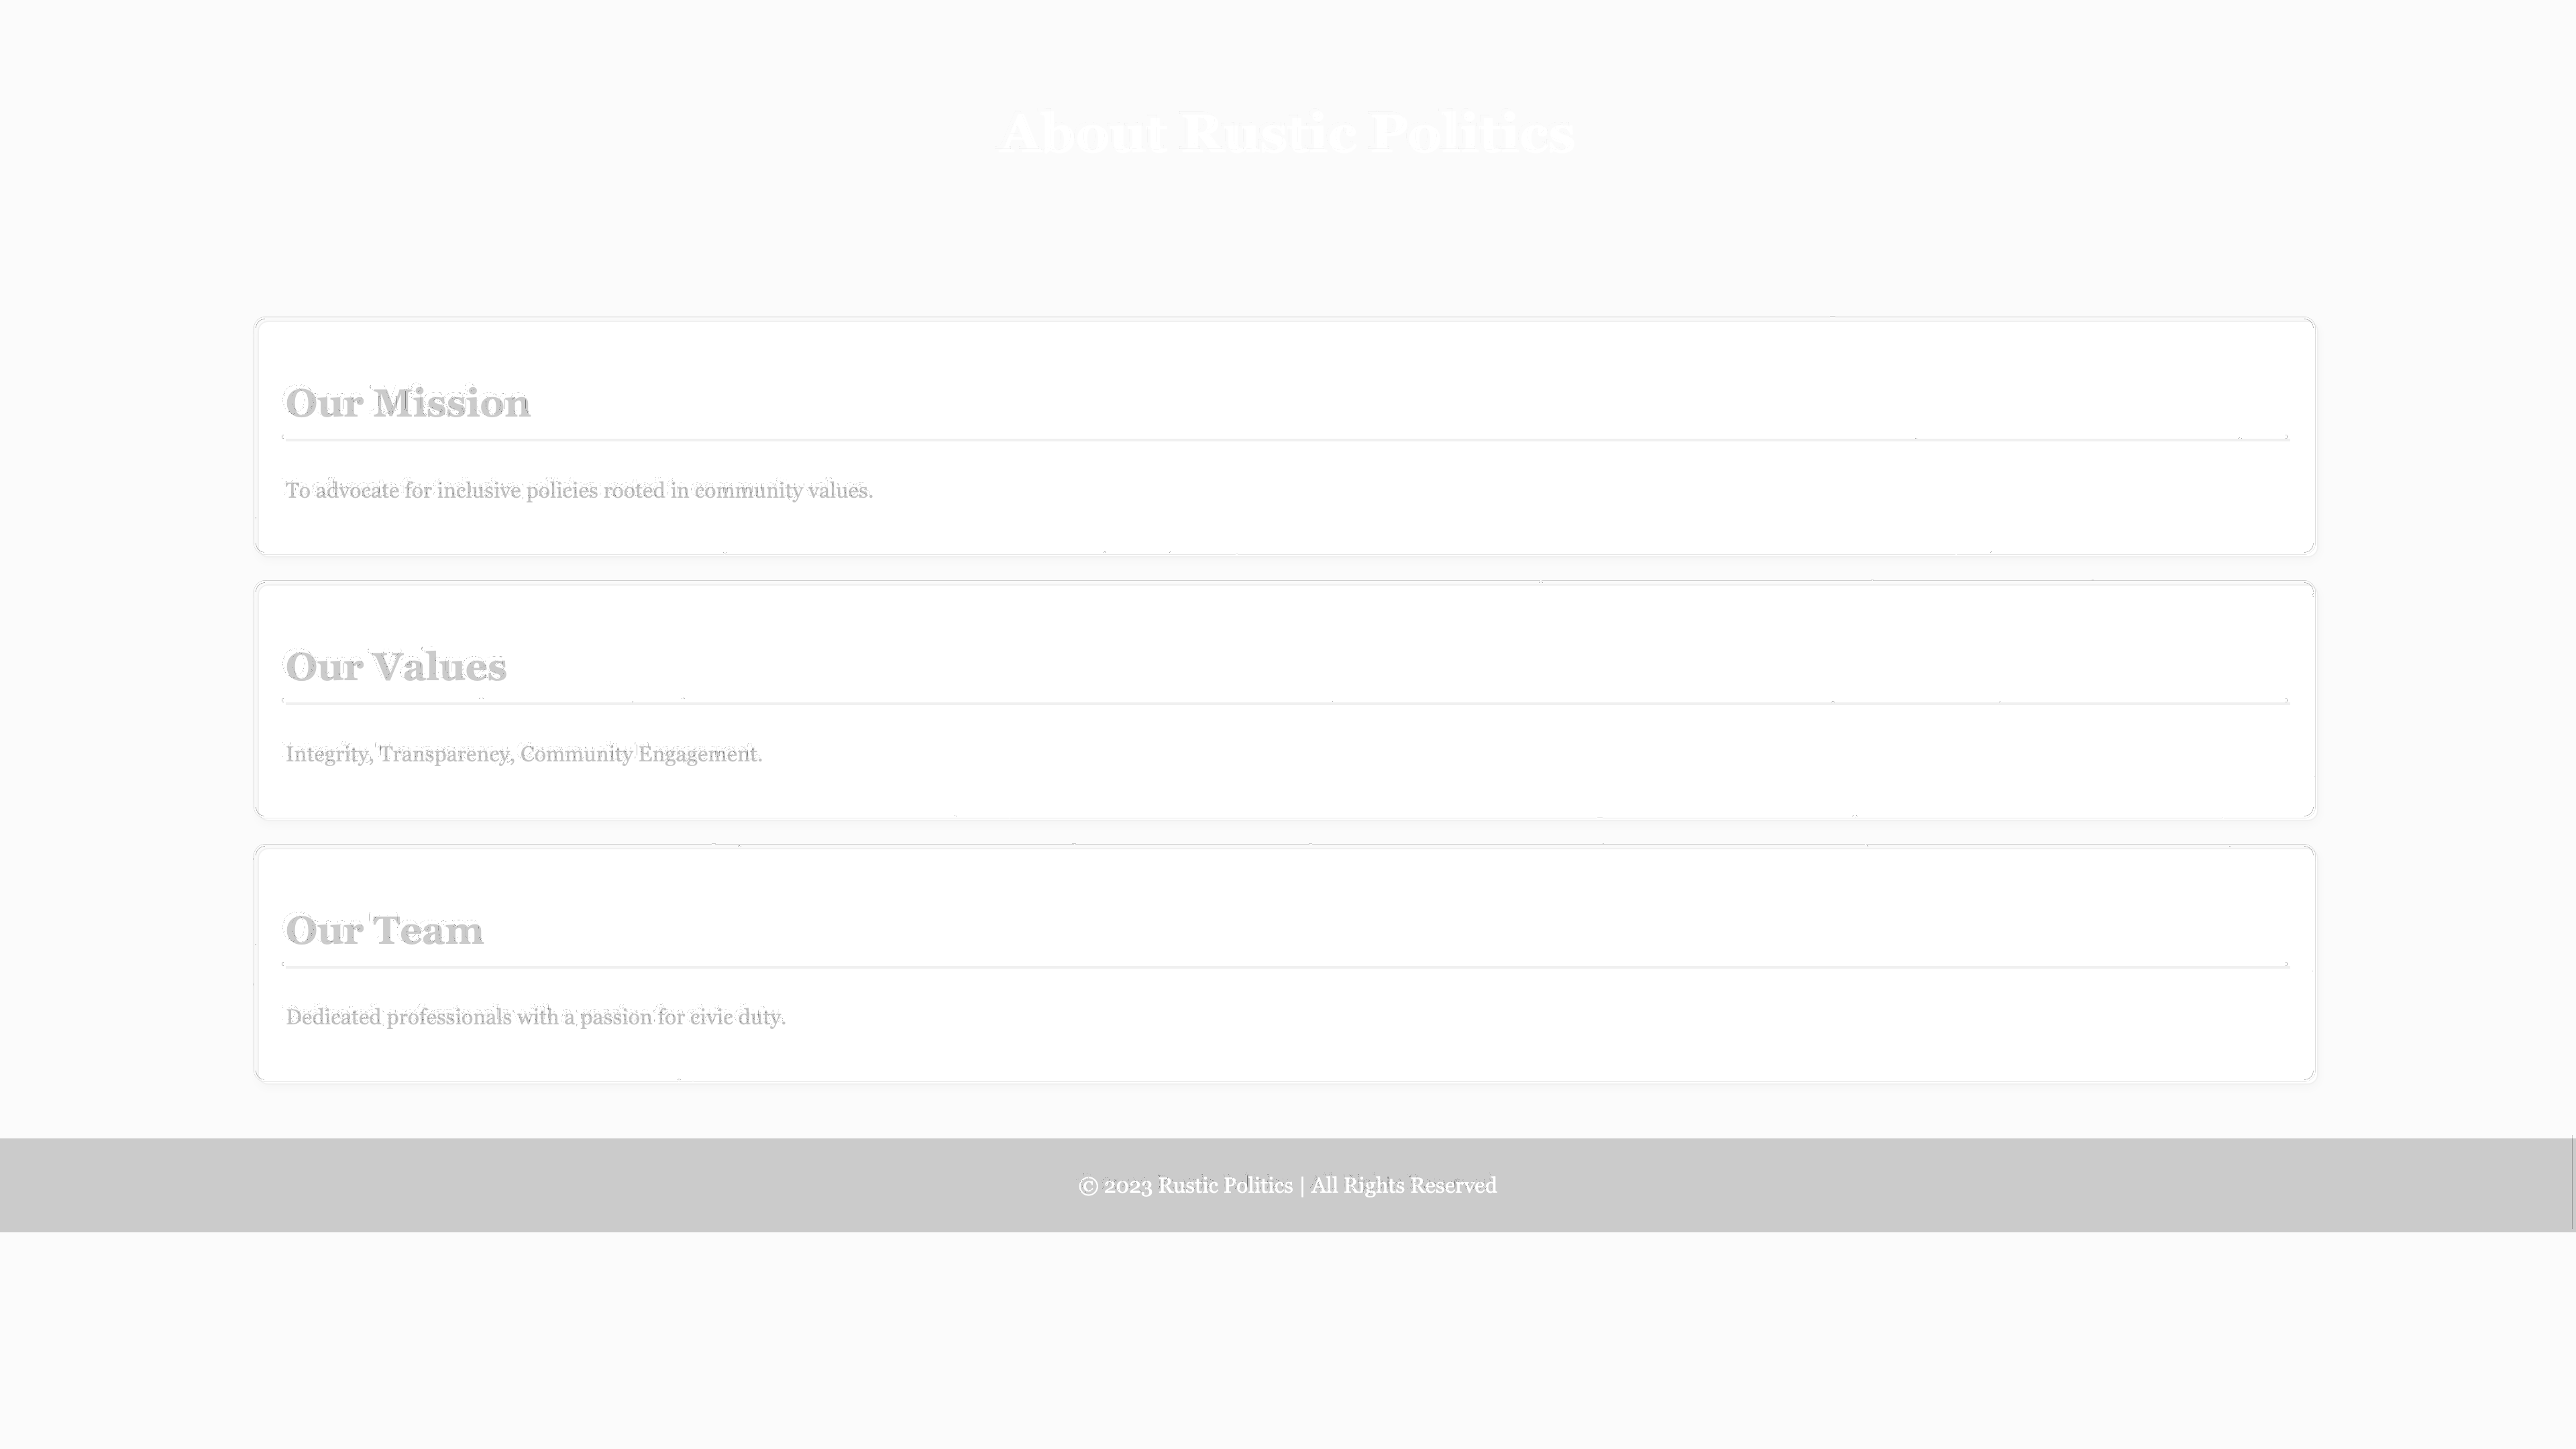 About Rustic Politics
Our Mission
To advocate for inclusive policies rooted in community values.
Our Values
Integrity, Transparency, Community Engagement.
Our Team
Dedicated professionals with a passion for civic duty.
© 2023 Rustic Politics | All Rights Reserved